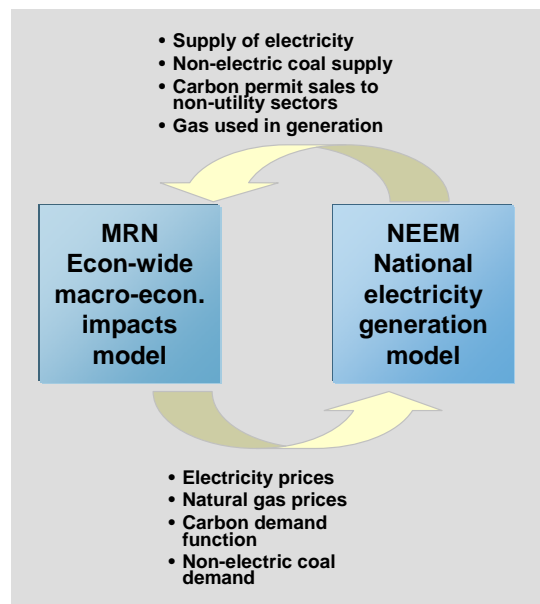 • Supply of electricity
• Non-electric coal supply
• Carbon permit sales to
non-utility sectors
• Gas used in generation
MRN
Econ-wide
macro-econ.
impacts
model
NEEM
National
electricity
generation
model
• Electricity prices
• Natural gas prices
• Carbon demand
function
• Non-electric coal
demand